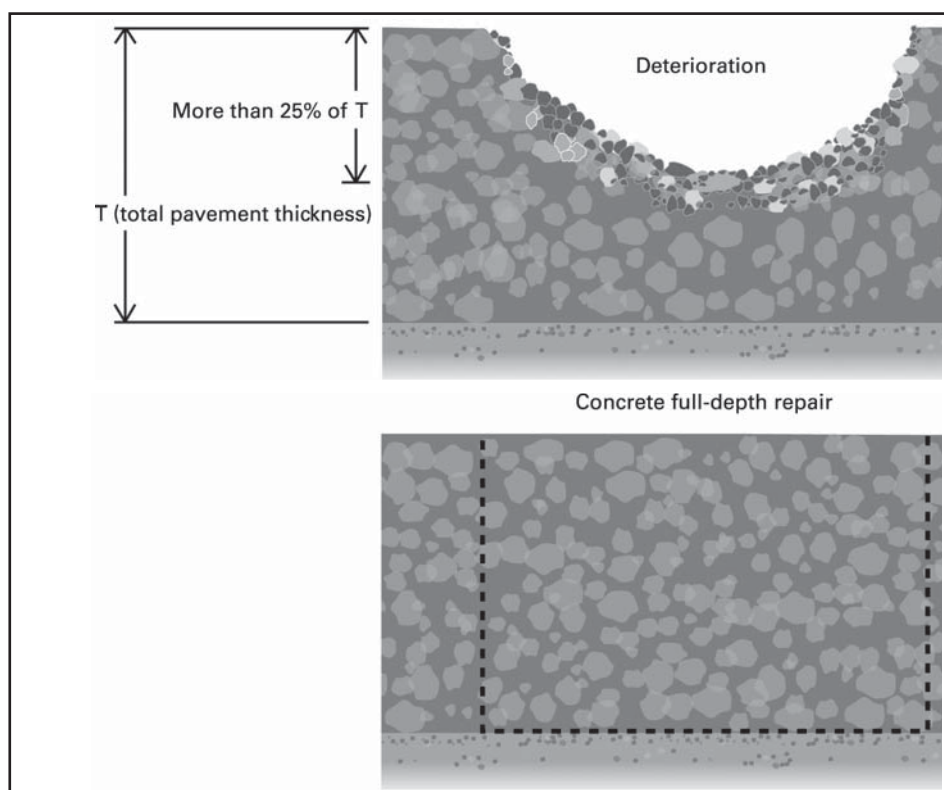 Deterioration
More than 25% of T
T (total pavement thickness)
Concrete full-depth repair